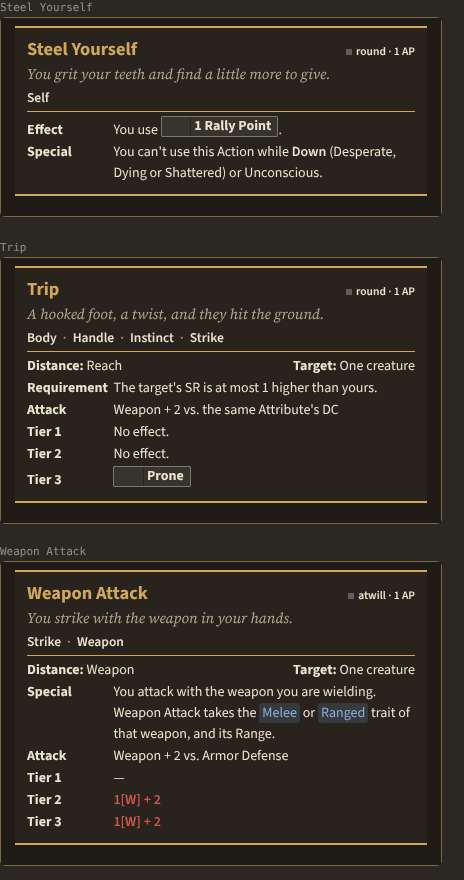 Steel Yourself
Steel Yourself
round · 1 AP
You grit your teeth and find a little more to give.
Self
Effect You use 1 Rally Point.
Special You can't use this Action while Down (Desperate,
Dying or Shattered) or Unconscious.
Trip
Trip
round · 1 AP
A hooked foot, a twist, and they hit the ground.
Body · Handle · Instinct · Strike
Distance: Reach Target: One creature
Requirement The target's SR is at most 1 higher than yours.
Attack Weapon + 2 vs. the same Attribute's DC
Tier 1 No effect.
Tier 2 No effect.
Tier 3 Prone
Weapon Attack
Weapon Attack
atwill · 1 AP
You strike with the weapon in your hands.
Strike · Weapon
Distance: Weapon Target: One creature
Special You attack with the weapon you are wielding.
Weapon Attack takes the Melee or Ranged trait of
that weapon, and its Range.
Attack Weapon + 2 vs. Armor Defense
Tier 1 —
Tier 2 1[W] + 2
Tier 3 1[W] + 2